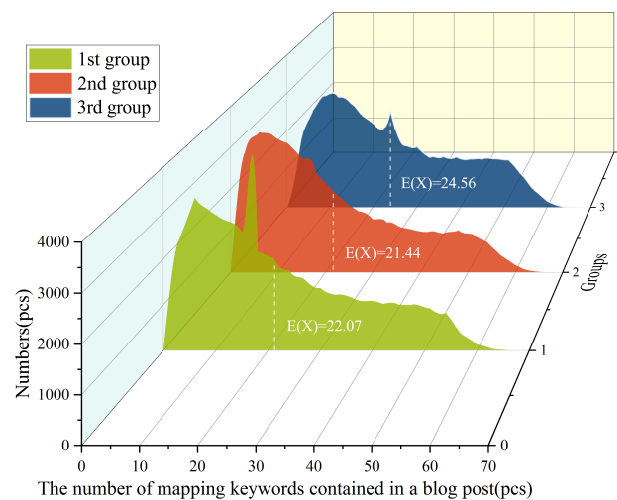 1st group
2nd group
3rd group
E(X)=24.56
E(X)=21.44
E(X)=22.07
4000
3000
2000
1000
0
Numbers(pcs)
0 10 20 30 40 50 60 70
The number of mapping keywords contained in a blog post(pcs)
0
1
2
3
Groups